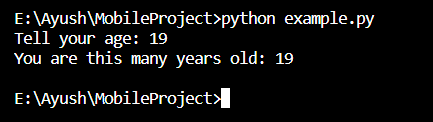 E:\Ayush\MobileProject>python example.py
Tell your age: 19
You are this many years old: 19
E:\Ayush\MobileProject>